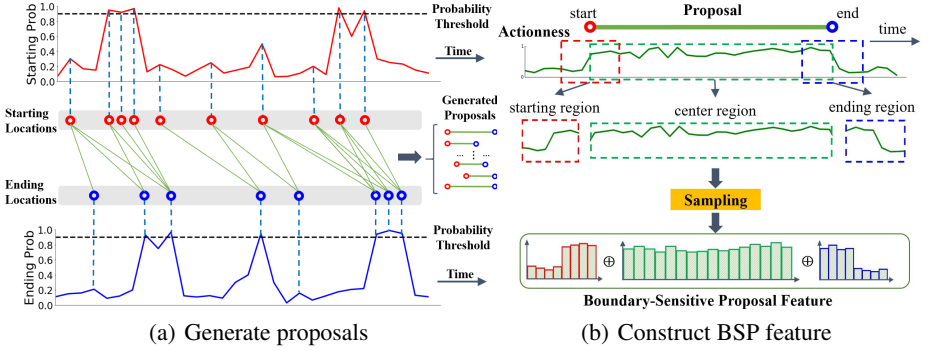 Starting Prob
1.0
0.8
0.6
0.4
0.2
0.0
Probability
Threshold
Time
Starting
Locations
Generated
Proposals
Ending
Locations
Ending Prob
1.0
0.8
0.6
0.4
0.2
0.0
Probability
Threshold
Time
(a) Generate proposals
Proposal
start
end
time
Actionness
1
0
starting region
center region
ending region
Sampling
⊕
⊕
Boundary-Sensitive Proposal Feature
(b) Construct BSP feature